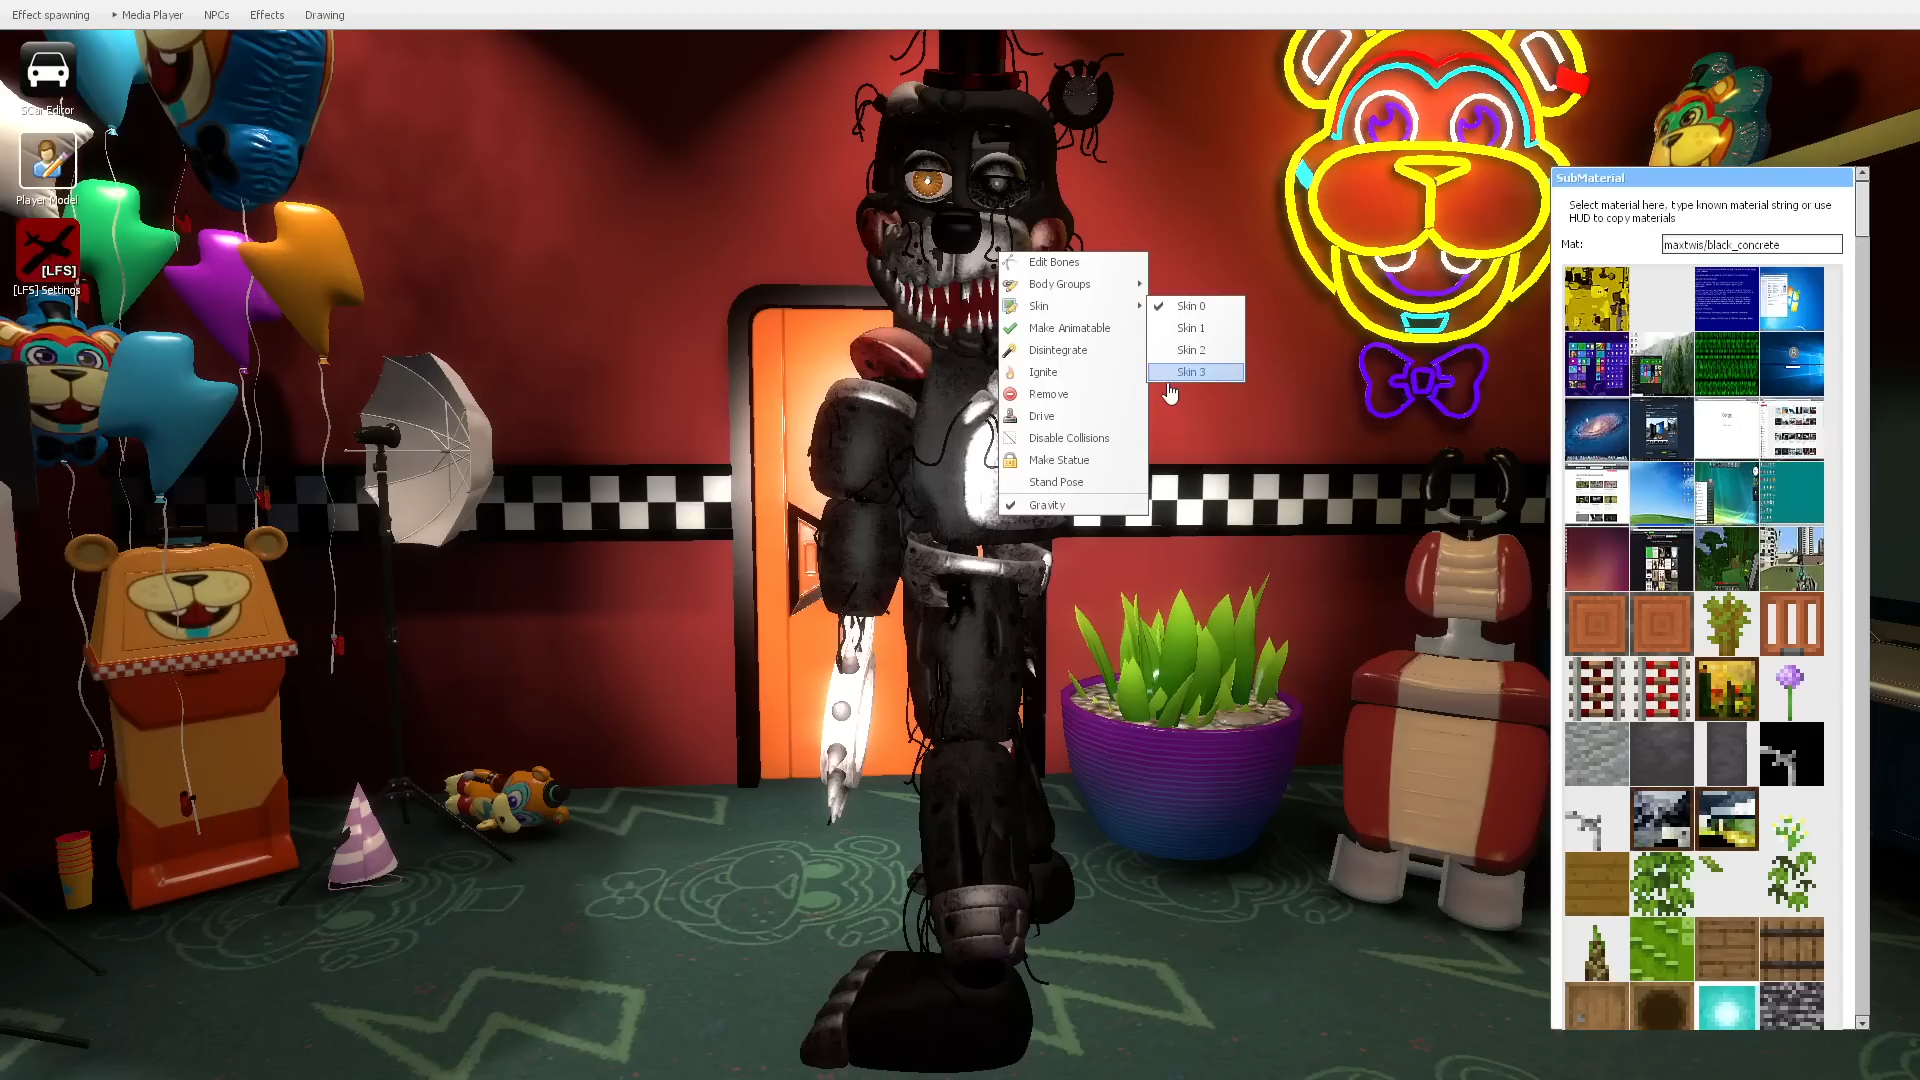 Effect spawning
Media Player
NPCs
Effects
Drawing
SCar Editor
Player Model
[LFS]
[LFS] Settings
Edit Bones
Body Groups
Skin
Make Animatable
Disintegrate
Ignite
Remove
Drive
Disable Collisions
Make Statue
Stand Pose
Gravity
Skin 0
Skin 1
Skin 2
Skin 3
SubMaterial
Select material here, type known material string or use
HUD to copy materials
Mat:
maxtwis/black_concrete